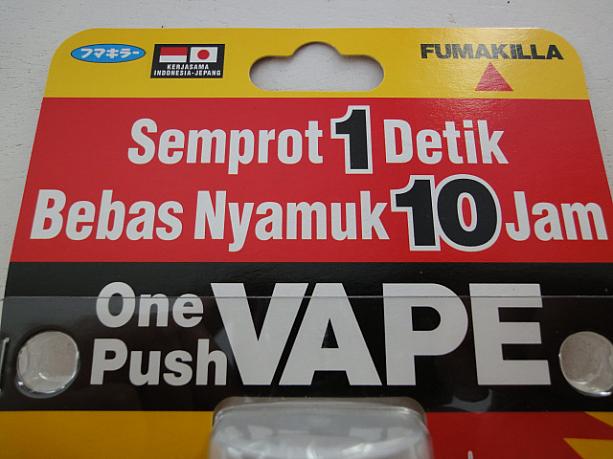 フマキラー
KERJASAMA
INDONESIA-JEPANG
FUMAKILLA
Semprot 1 Detik
Bebas Nyamuk 10 Jam
One Push VAPE